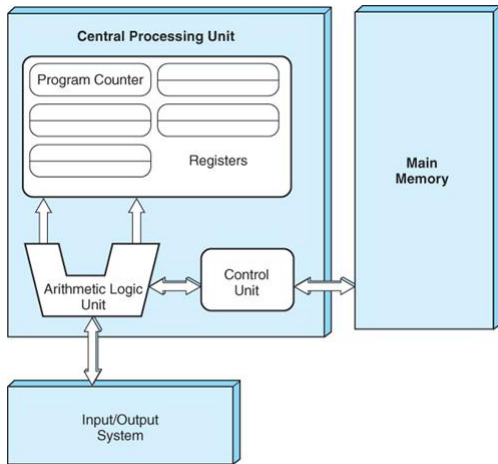 Central Processing Unit
Program Counter
Registers
Main
Memory
Arithmetic Logic
Unit
Control
Unit
Input/Output
System